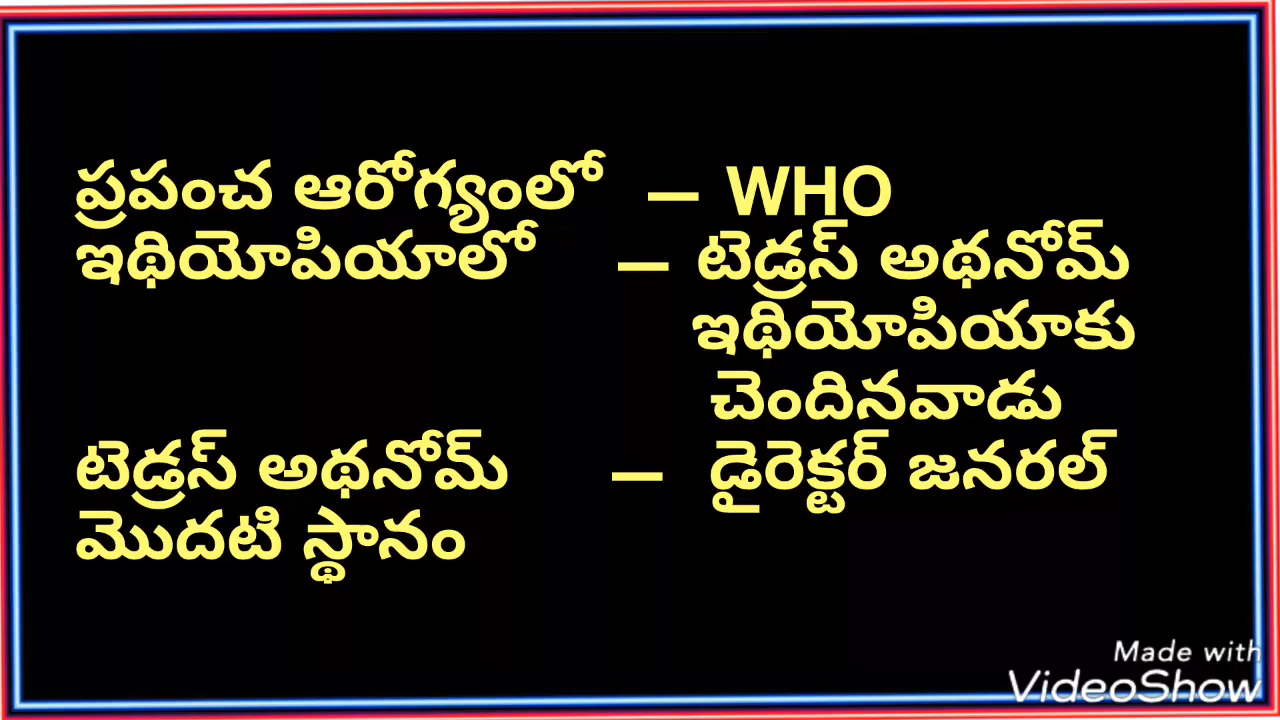 ప్రపంచ ఆరోగ్యంలో – WHO
ఇథియోపియాలో – టెడ్రస్ అథనోమ్
ఇథియోపియాకు
చెందినవాడు
టెడ్రస్ అథనోమ్ – డైరెక్టర్ జనరల్
మొదటి స్థానం
Made with
VideoShow